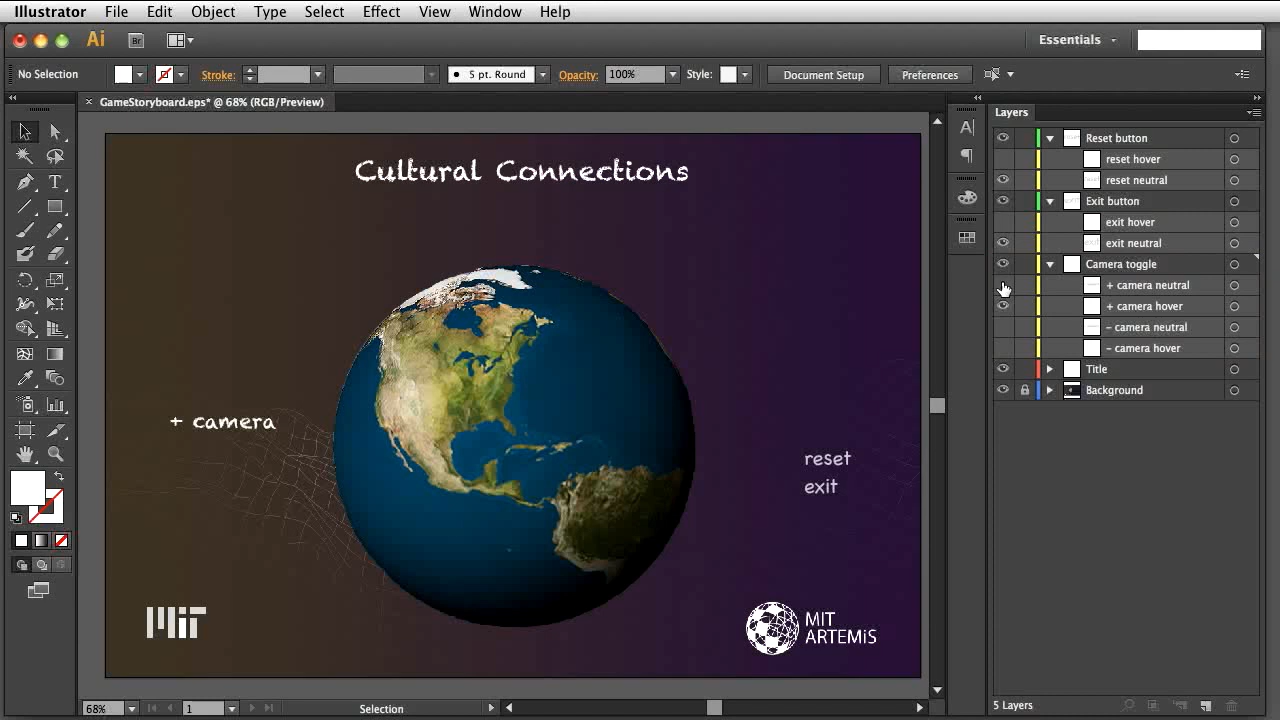 Illustrator File Edit Object Type Select Effect View Window Help
Ai Br Essentials
No Selection Stroke: 5 pt. Round Opacity: 100% Style: Document Setup Preferences
GameStoryboard.eps* @ 68% (RGB/Preview)
Layers
Reset button
reset hover
reset neutral
Exit button
exit hover
exit neutral
Camera toggle
+ camera neutral
+ camera hover
– camera neutral
– camera hover
Title
Background
Cultural Connections
+ camera
reset
exit
MIT
MIT
ARTEMiS
68% 1 Selection
5 Layers